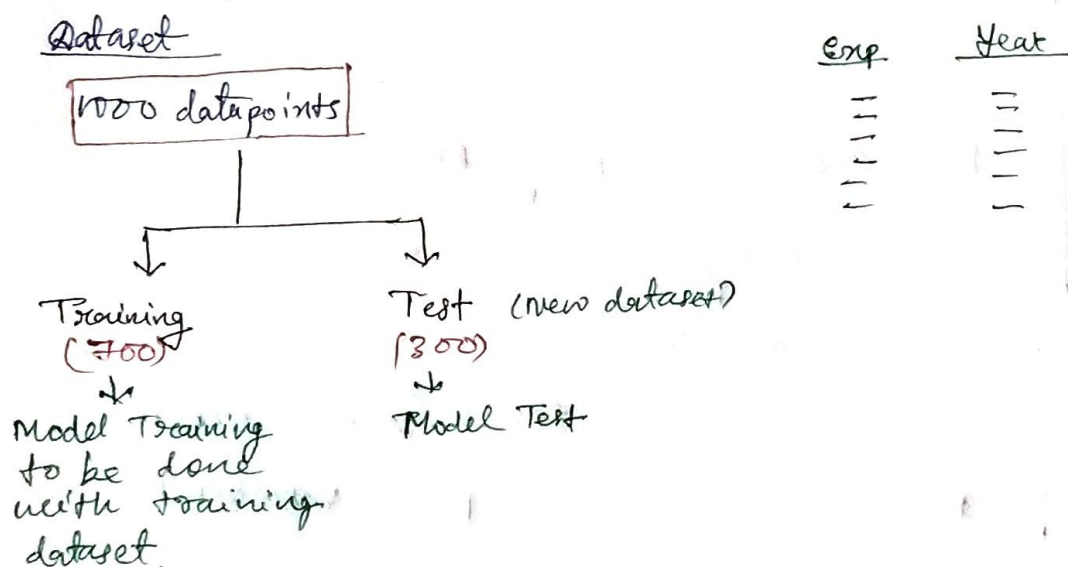 Dataset
1000 datapoints
Exp Year
Training
(700)
Test (new dataset)
(300)
Model Training
to be done
with training
dataset.
Model Test